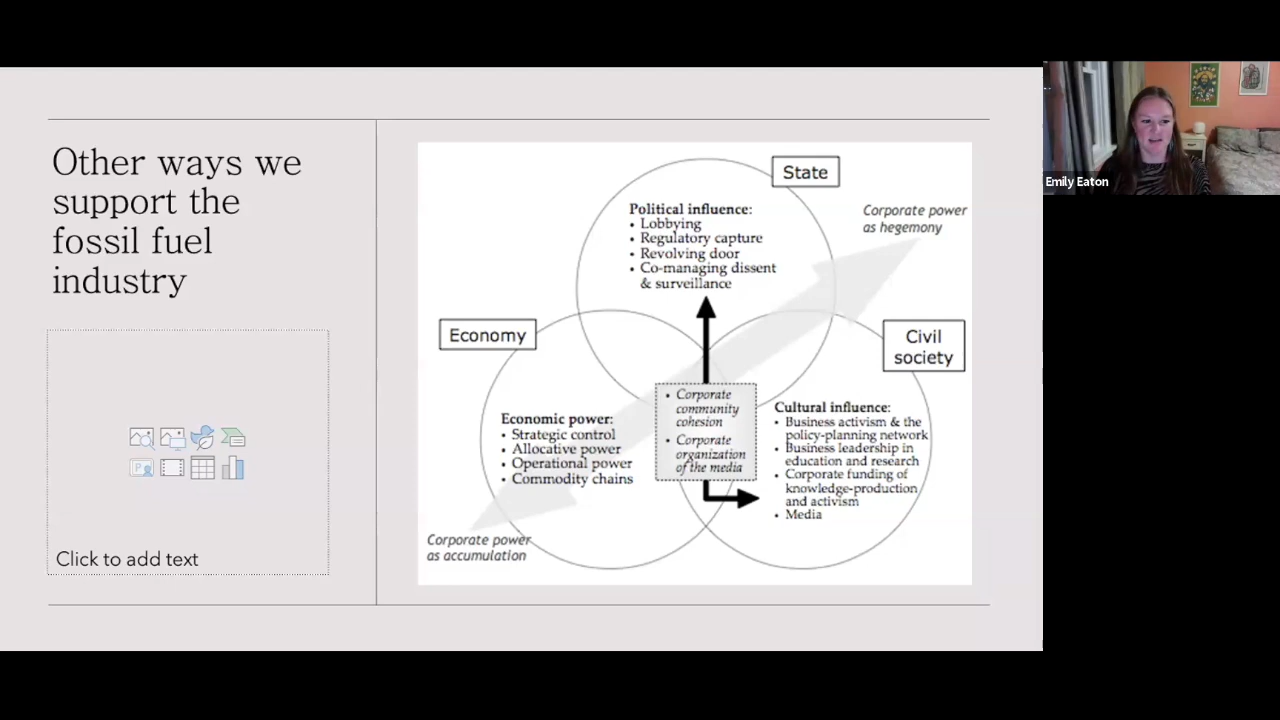 Other ways we
support the
fossil fuel
industry
Click to add text
State
Political influence:
• Lobbying
• Regulatory capture
• Revolving door
• Co-managing dissent
& surveillance
Corporate power
as hegemony
Economy
Civil
society
• Corporate
community
cohesion
• Corporate
organization
of the media
Economic power:
• Strategic control
• Allocative power
• Operational power
• Commodity chains
Cultural influence:
• Business activism & the
policy-planning network
• Business leadership in
education and research
• Corporate funding of
knowledge-production
and activism
• Media
Corporate power
as accumulation
Emily Eaton